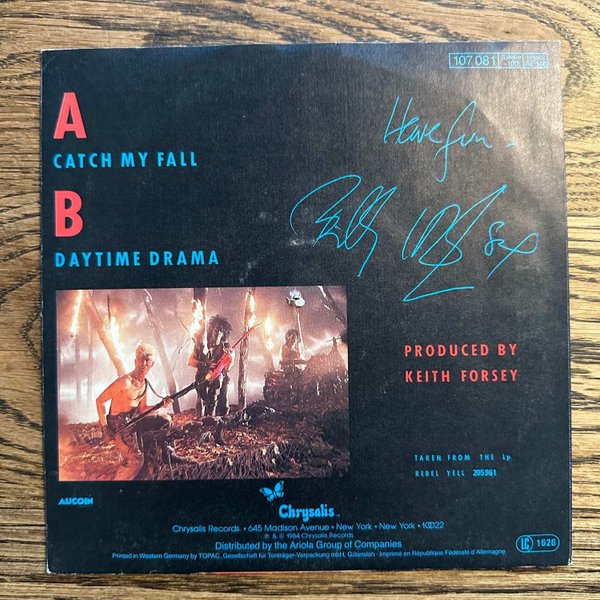 107 081
A
CATCH MY FALL
Have fun -
B
DAYTIME DRAMA
Billy Idol
PRODUCED BY
KEITH FORSEY
TAKEN FROM THE Lp
REBEL YELL 205961
AUCOIN
Chrysalis
Chrysalis Records • 645 Madison Avenue • New York • New York • 10022
℗ & © 1984 Chrysalis Records
Distributed by the Ariola Group of Companies
Printed in Western Germany by TOPAC, Gesellschaft für Tonträger-Verpackung mbH, Gütersloh • Imprimé en République Fédérale d'Allemagne
LC 1626